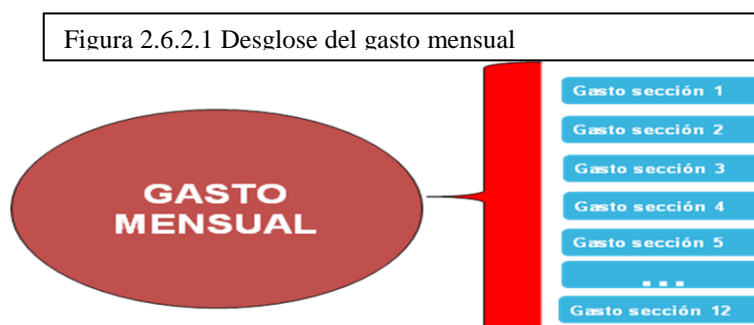 Figura 2.6.2.1 Desglose del gasto mensual
GASTO
MENSUAL
Gasto sección 1
Gasto sección 2
Gasto sección 3
Gasto sección 4
Gasto sección 5
...
Gasto sección 12